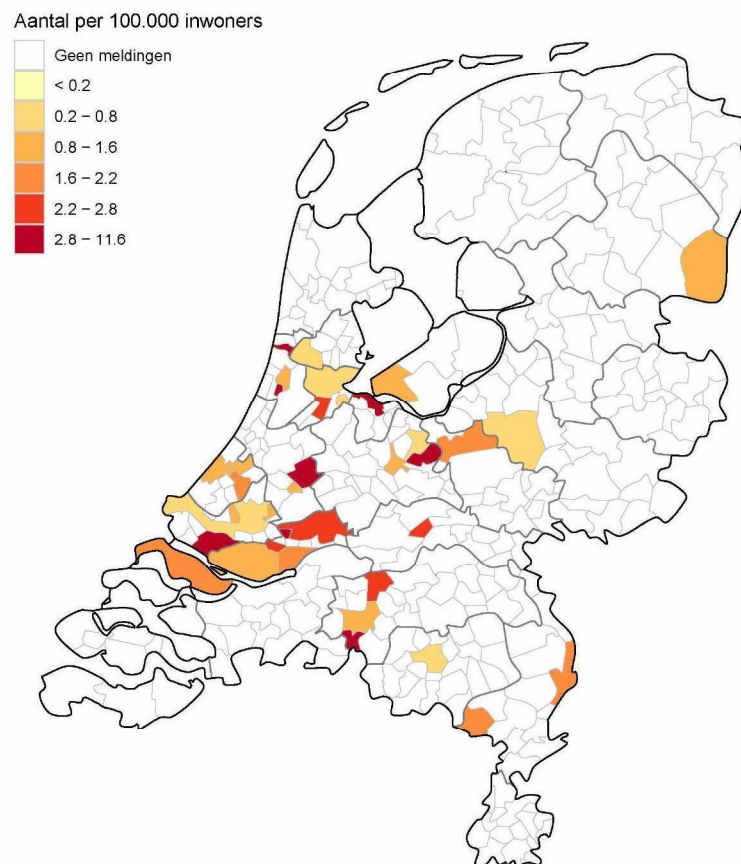 Aantal per 100.000 inwoners
Geen meldingen
< 0.2
0.2 – 0.8
0.8 – 1.6
1.6 – 2.2
2.2 – 2.8
2.8 – 11.6